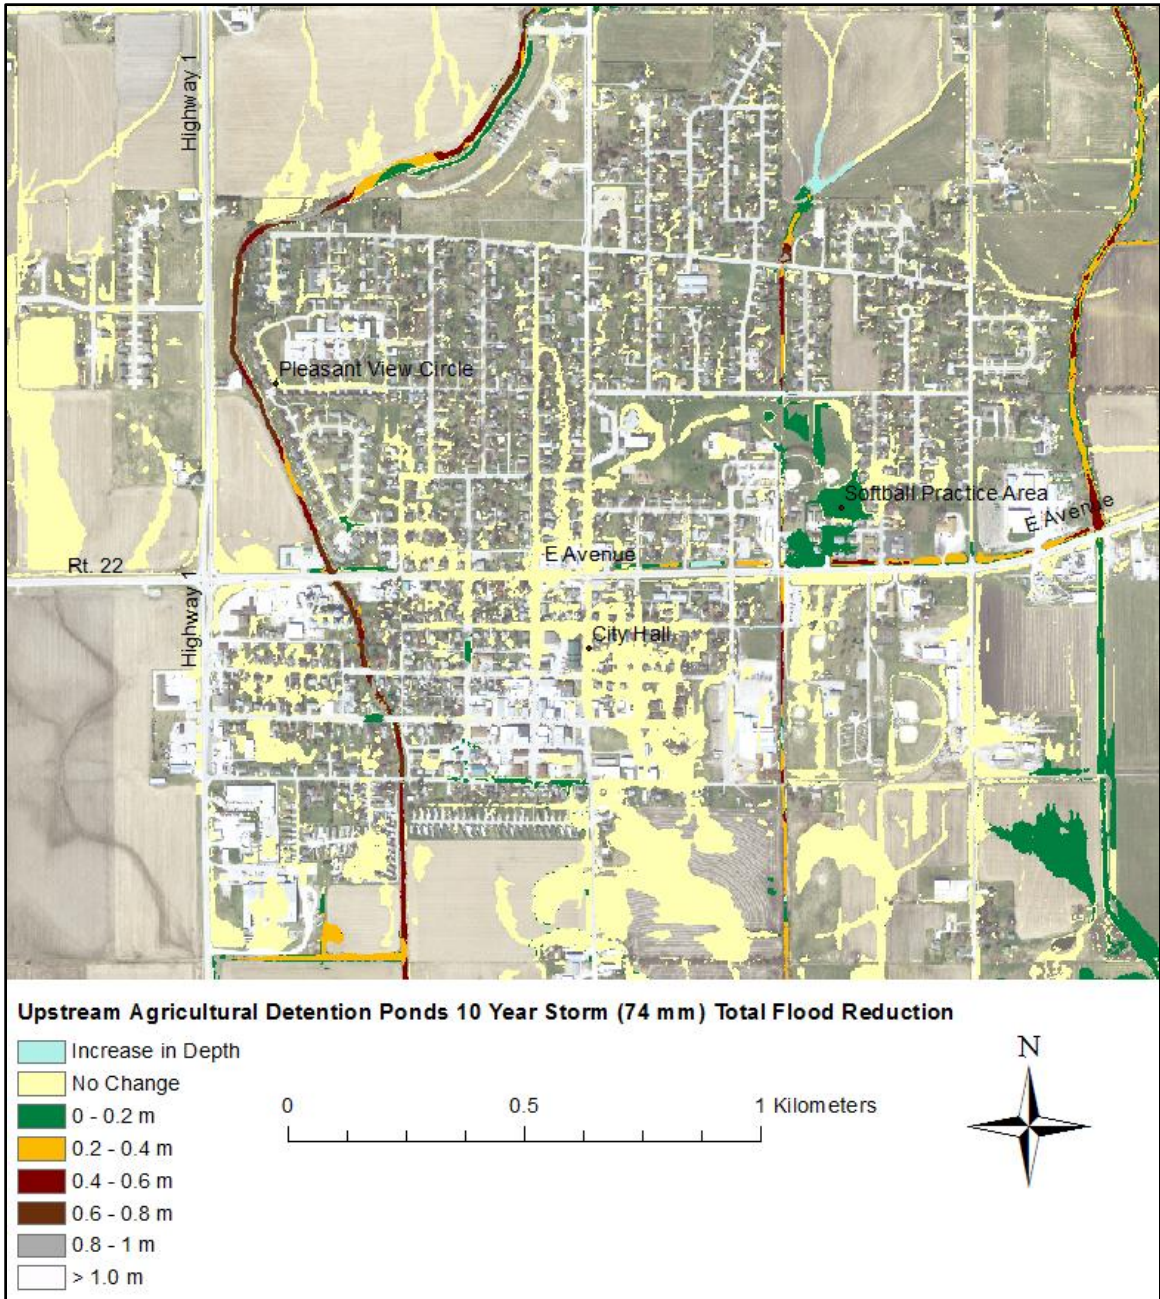 Highway 1
Pleasant View Circle
Softball Practice Area
E Avenue
E Avenue
Rt. 22
Highway 1
City Hall
Upstream Agricultural Detention Ponds 10 Year Storm (74 mm) Total Flood Reduction
Increase in Depth
No Change
0 - 0.2 m
0.2 - 0.4 m
0.4 - 0.6 m
0.6 - 0.8 m
0.8 - 1 m
> 1.0 m
0 0.5 1 Kilometers
N